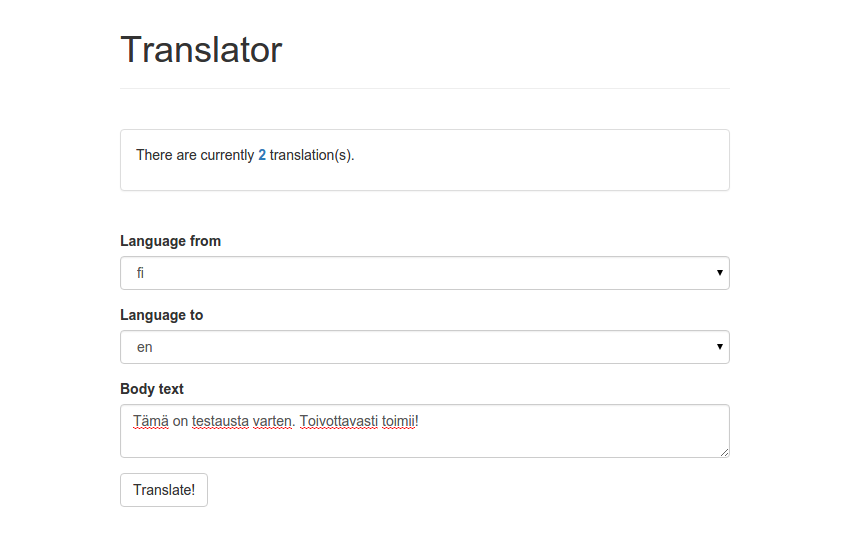 Translator
There are currently 2 translation(s).
Language from
fi
Language to
en
Body text
Tämä on testausta varten. Toivottavasti toimii!
Translate!